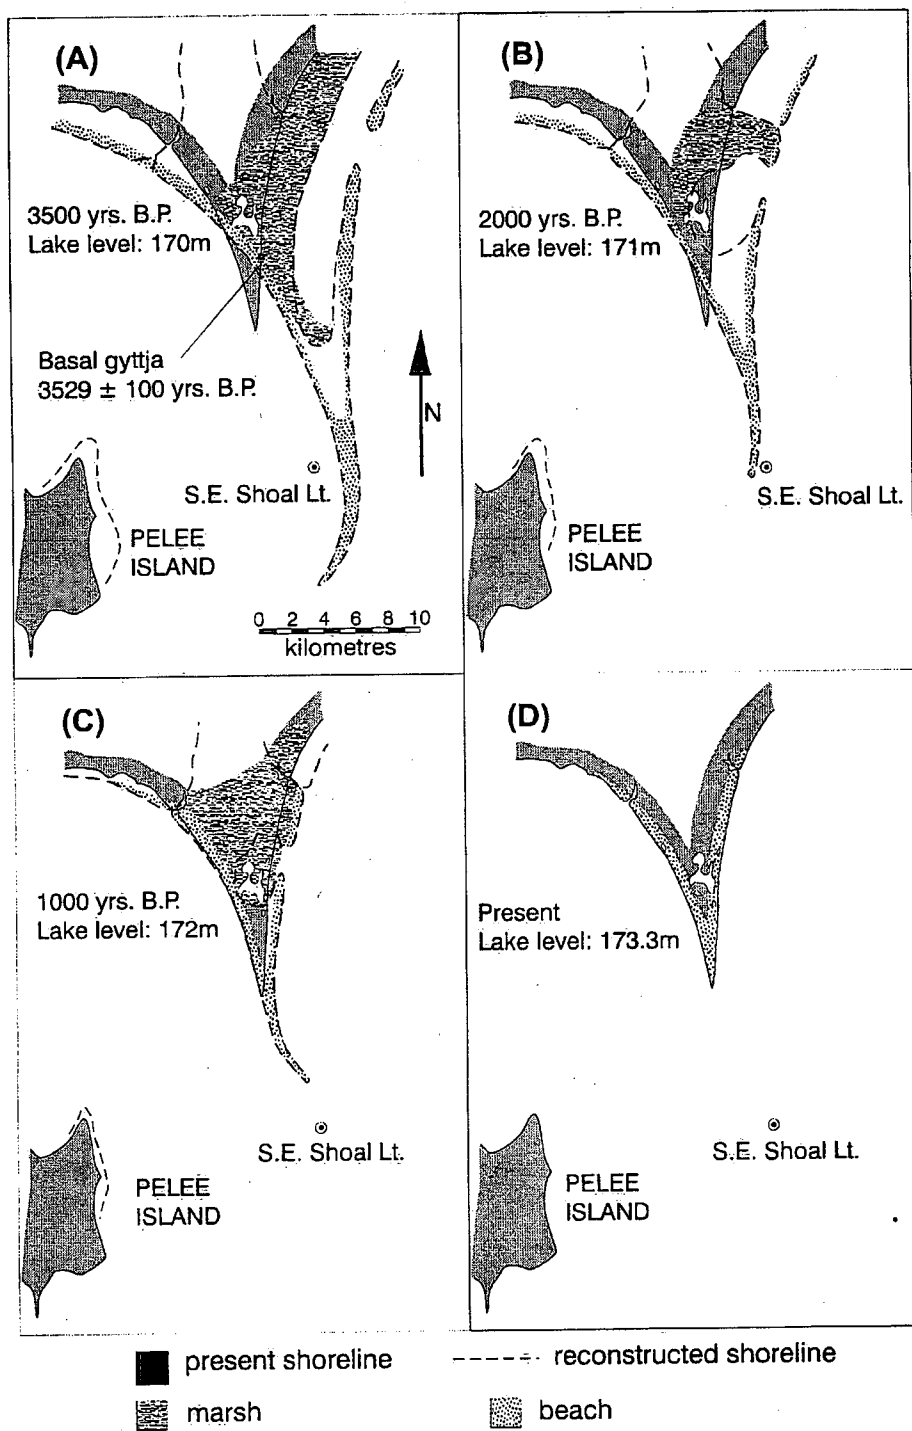 (A)
3500 yrs. B.P.
Lake level: 170m
Basal gyttja
3529 ± 100 yrs. B.P.
N
S.E. Shoal Lt.
PELEE
ISLAND
0 2 4 6 8 10
kilometres
(B)
2000 yrs. B.P.
Lake level: 171m
S.E. Shoal Lt.
PELEE
ISLAND
(C)
1000 yrs. B.P.
Lake level: 172m
S.E. Shoal Lt.
PELEE
ISLAND
(D)
Present
Lake level: 173.3m
S.E. Shoal Lt.
PELEE
ISLAND
present shoreline
reconstructed shoreline
marsh
beach